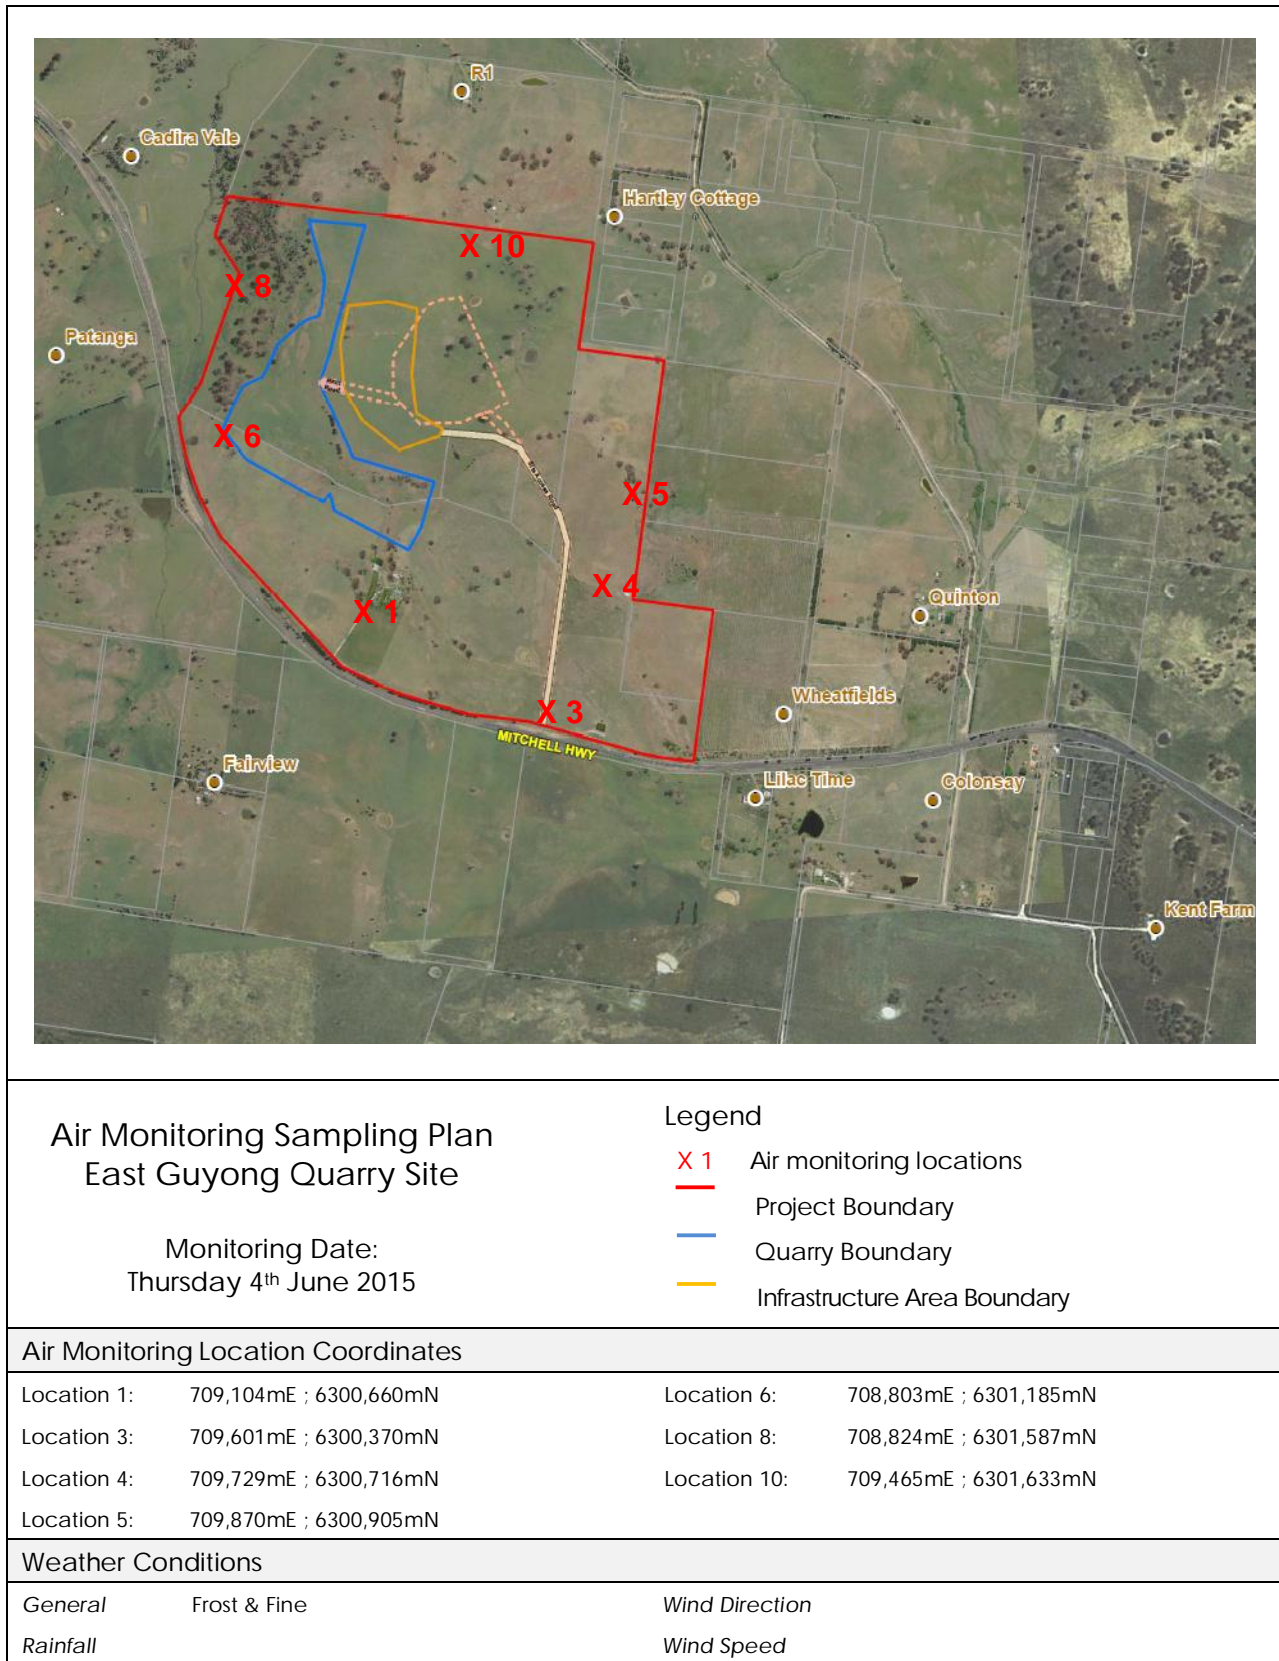 R1
Cadira Vale
Hartley Cottage
X 10
X 8
Patanga
X 6
X 5
X 4
Quinton
X 1
Wheatfields
X 3
MITCHELL HWY
Fairview
Lilac Time
Colonsay
Kent Farm
Air Monitoring Sampling Plan
East Guyong Quarry Site
Monitoring Date:
Thursday 4th June 2015
Legend
X 1 Air monitoring locations
Project Boundary
Quarry Boundary
Infrastructure Area Boundary
Air Monitoring Location Coordinates
Location 1: 709,104mE ; 6300,660mN
Location 6: 708,803mE ; 6301,185mN
Location 3: 709,601mE ; 6300,370mN
Location 8: 708,824mE ; 6301,587mN
Location 4: 709,729mE ; 6300,716mN
Location 10: 709,465mE ; 6301,633mN
Location 5: 709,870mE ; 6300,905mN
Weather Conditions
General Frost & Fine
Wind Direction
Rainfall
Wind Speed